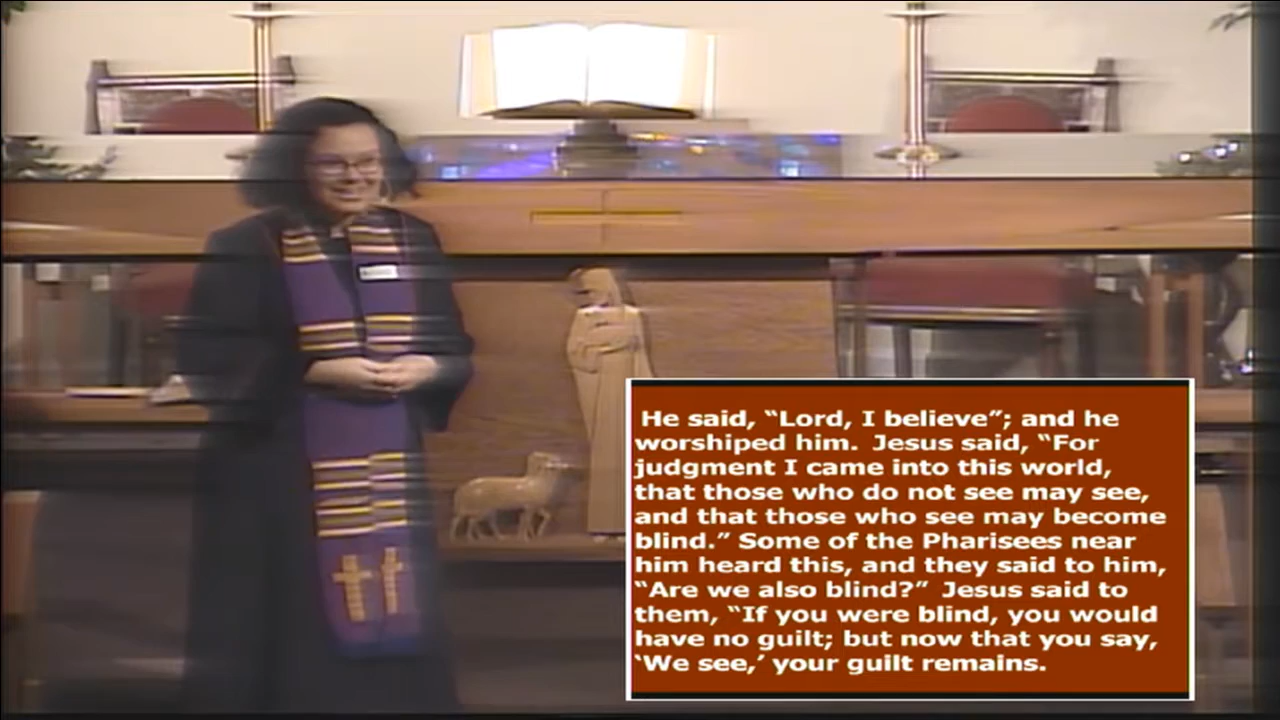 He said, “Lord, I believe”; and he
worshiped him. Jesus said, “For
judgment I came into this world,
that those who do not see may see,
and that those who see may become
blind.” Some of the Pharisees near
him heard this, and they said to him,
“Are we also blind?” Jesus said to
them, “If you were blind, you would
have no guilt; but now that you say,
‘We see,’ your guilt remains.